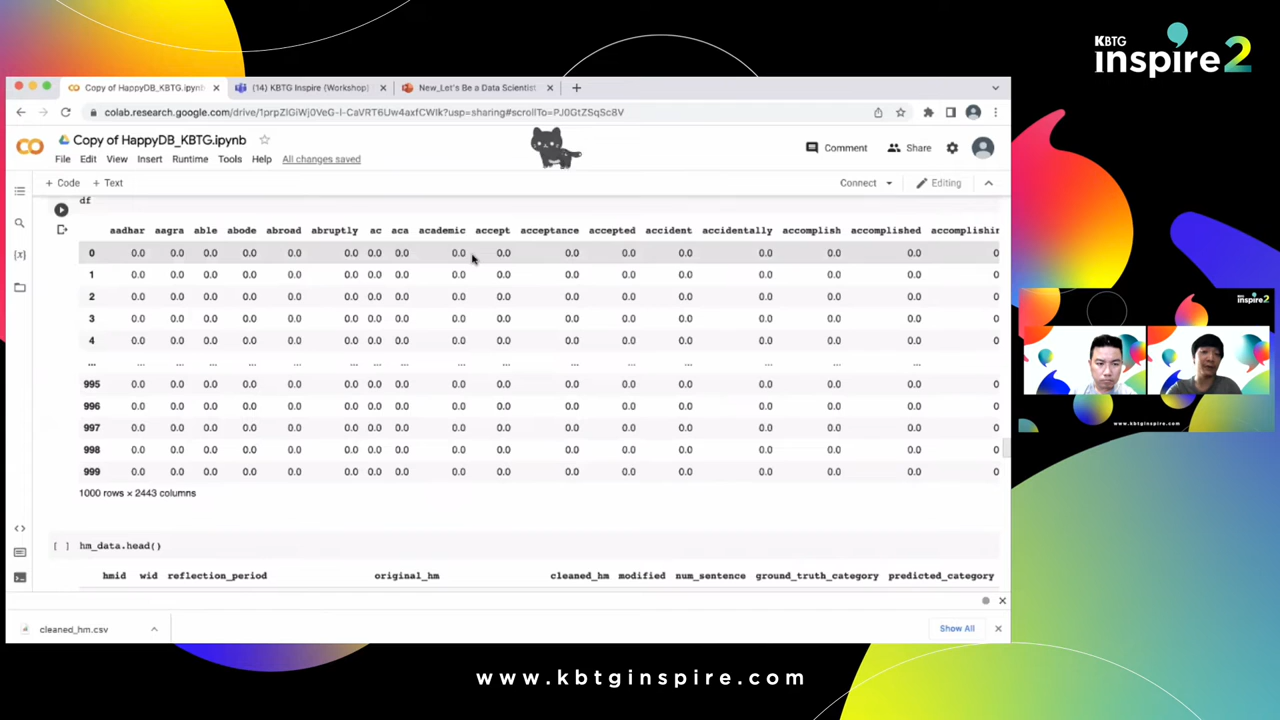 KBTG
inspire2
Copy of HappyDB_KBTG.ipynb
(14) KBTG Inspire (Workshop)
New_Let's Be a Data Scientist
colab.research.google.com/drive/1prpZIGiWj0VeG-I-CaVRT6Uw4axfCWIk?usp=sharing#scrollTo=PJ0GtZSqSc8V
Copy of HappyDB_KBTG.ipynb
File Edit View Insert Runtime Tools Help All changes saved
Comment Share
+ Code + Text
Connect Editing
df
aadhar aagra able abode abroad abruptly ac aca academic accept acceptance accepted accident accidentally accomplish accomplished accomplishin
0 0.0 0.0 0.0 0.0 0.0 0.0 0.0 0.0 0.0 0.0 0.0 0.0 0.0 0.0 0.0 0.0 0
1 0.0 0.0 0.0 0.0 0.0 0.0 0.0 0.0 0.0 0.0 0.0 0.0 0.0 0.0 0.0 0.0 0
2 0.0 0.0 0.0 0.0 0.0 0.0 0.0 0.0 0.0 0.0 0.0 0.0 0.0 0.0 0.0 0.0 0
3 0.0 0.0 0.0 0.0 0.0 0.0 0.0 0.0 0.0 0.0 0.0 0.0 0.0 0.0 0.0 0.0 0
4 0.0 0.0 0.0 0.0 0.0 0.0 0.0 0.0 0.0 0.0 0.0 0.0 0.0 0.0 0.0 0.0 0
... ... ... ... ... ... ... ... ... ... ... ... ... ... ... ... ...
995 0.0 0.0 0.0 0.0 0.0 0.0 0.0 0.0 0.0 0.0 0.0 0.0 0.0 0.0 0.0 0.0 0
996 0.0 0.0 0.0 0.0 0.0 0.0 0.0 0.0 0.0 0.0 0.0 0.0 0.0 0.0 0.0 0.0 0
997 0.0 0.0 0.0 0.0 0.0 0.0 0.0 0.0 0.0 0.0 0.0 0.0 0.0 0.0 0.0 0.0 0
998 0.0 0.0 0.0 0.0 0.0 0.0 0.0 0.0 0.0 0.0 0.0 0.0 0.0 0.0 0.0 0.0 0
999 0.0 0.0 0.0 0.0 0.0 0.0 0.0 0.0 0.0 0.0 0.0 0.0 0.0 0.0 0.0 0.0 0
1000 rows × 2443 columns
[ ] hm_data.head()
hmid wid reflection_period original_hm cleaned_hm modified num_sentence ground_truth_category predicted_category
cleaned_hm.csv
Show All
inspire2
www.kbtginspire.com
www.kbtginspire.com